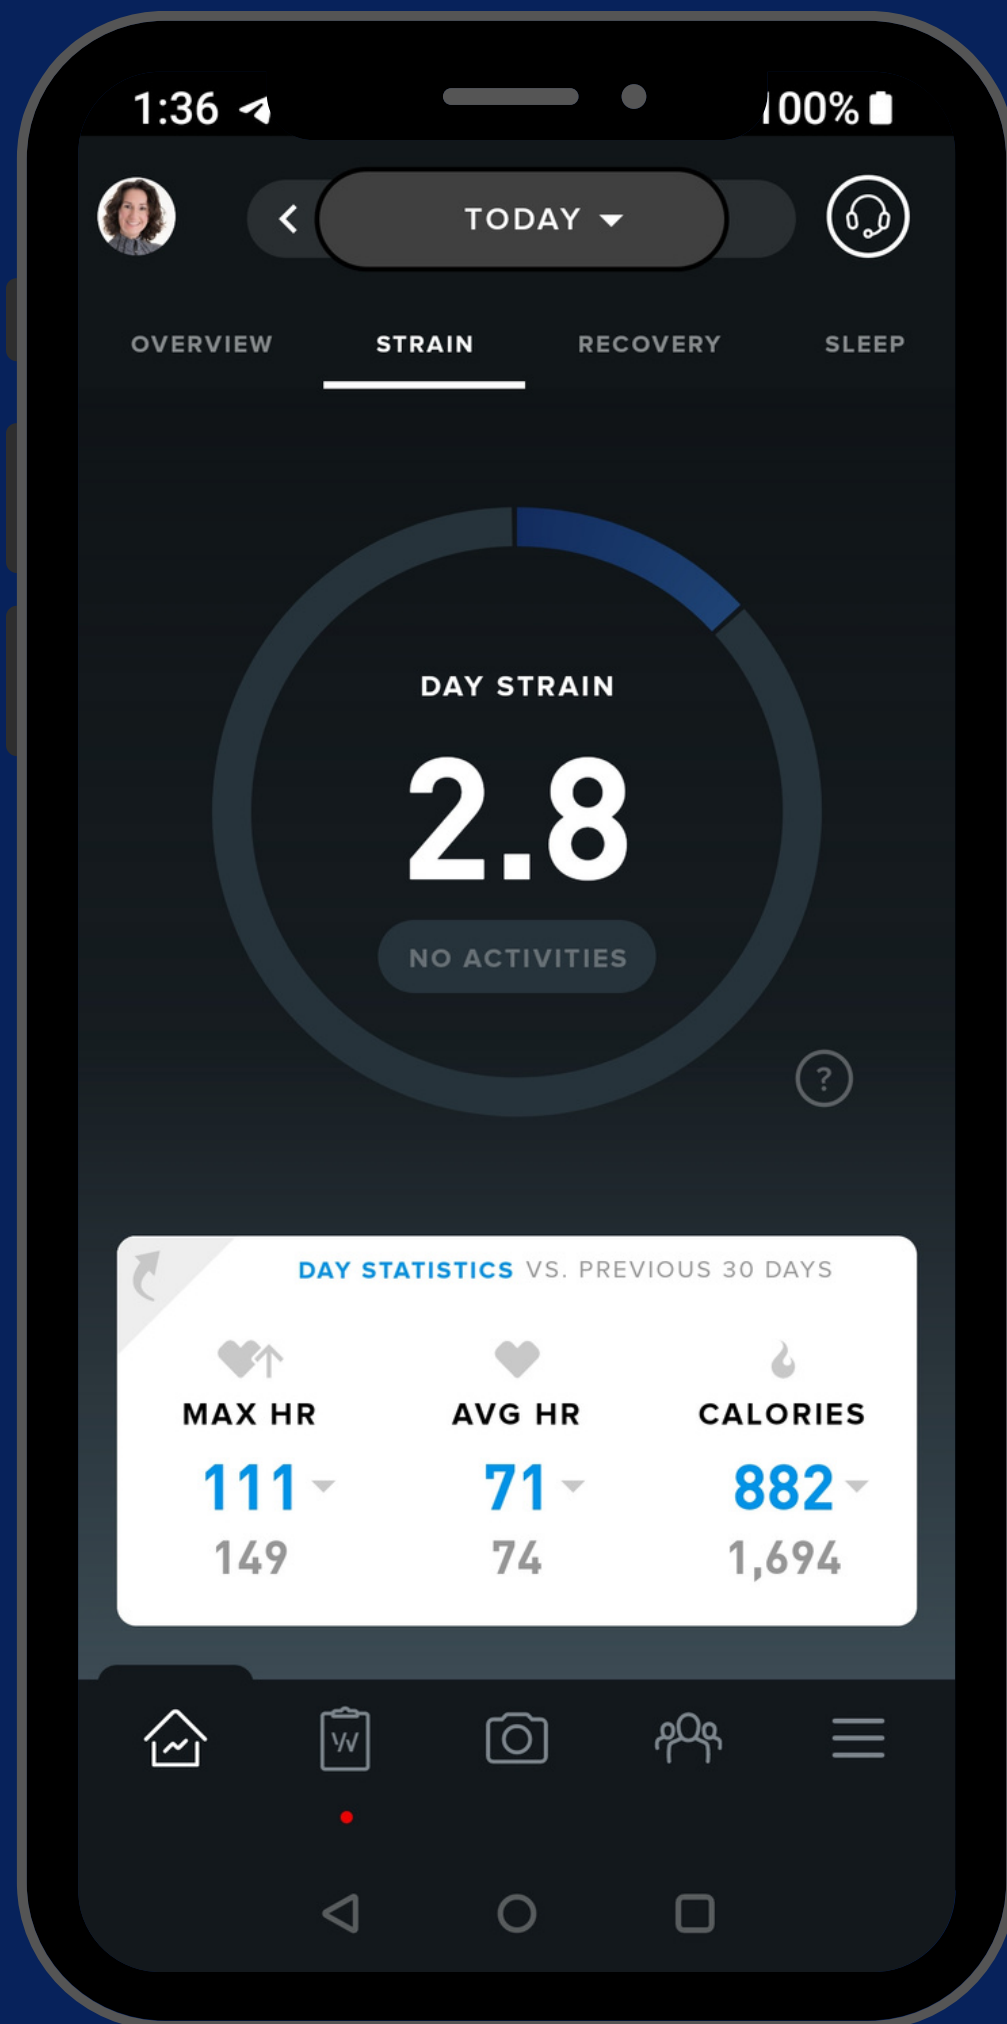 1:36 100%
TODAY
OVERVIEW STRAIN RECOVERY SLEEP
DAY STRAIN
2.8
NO ACTIVITIES
?
DAY STATISTICS VS. PREVIOUS 30 DAYS
MAX HR AVG HR CALORIES
111 71 882
149 74 1,694
W